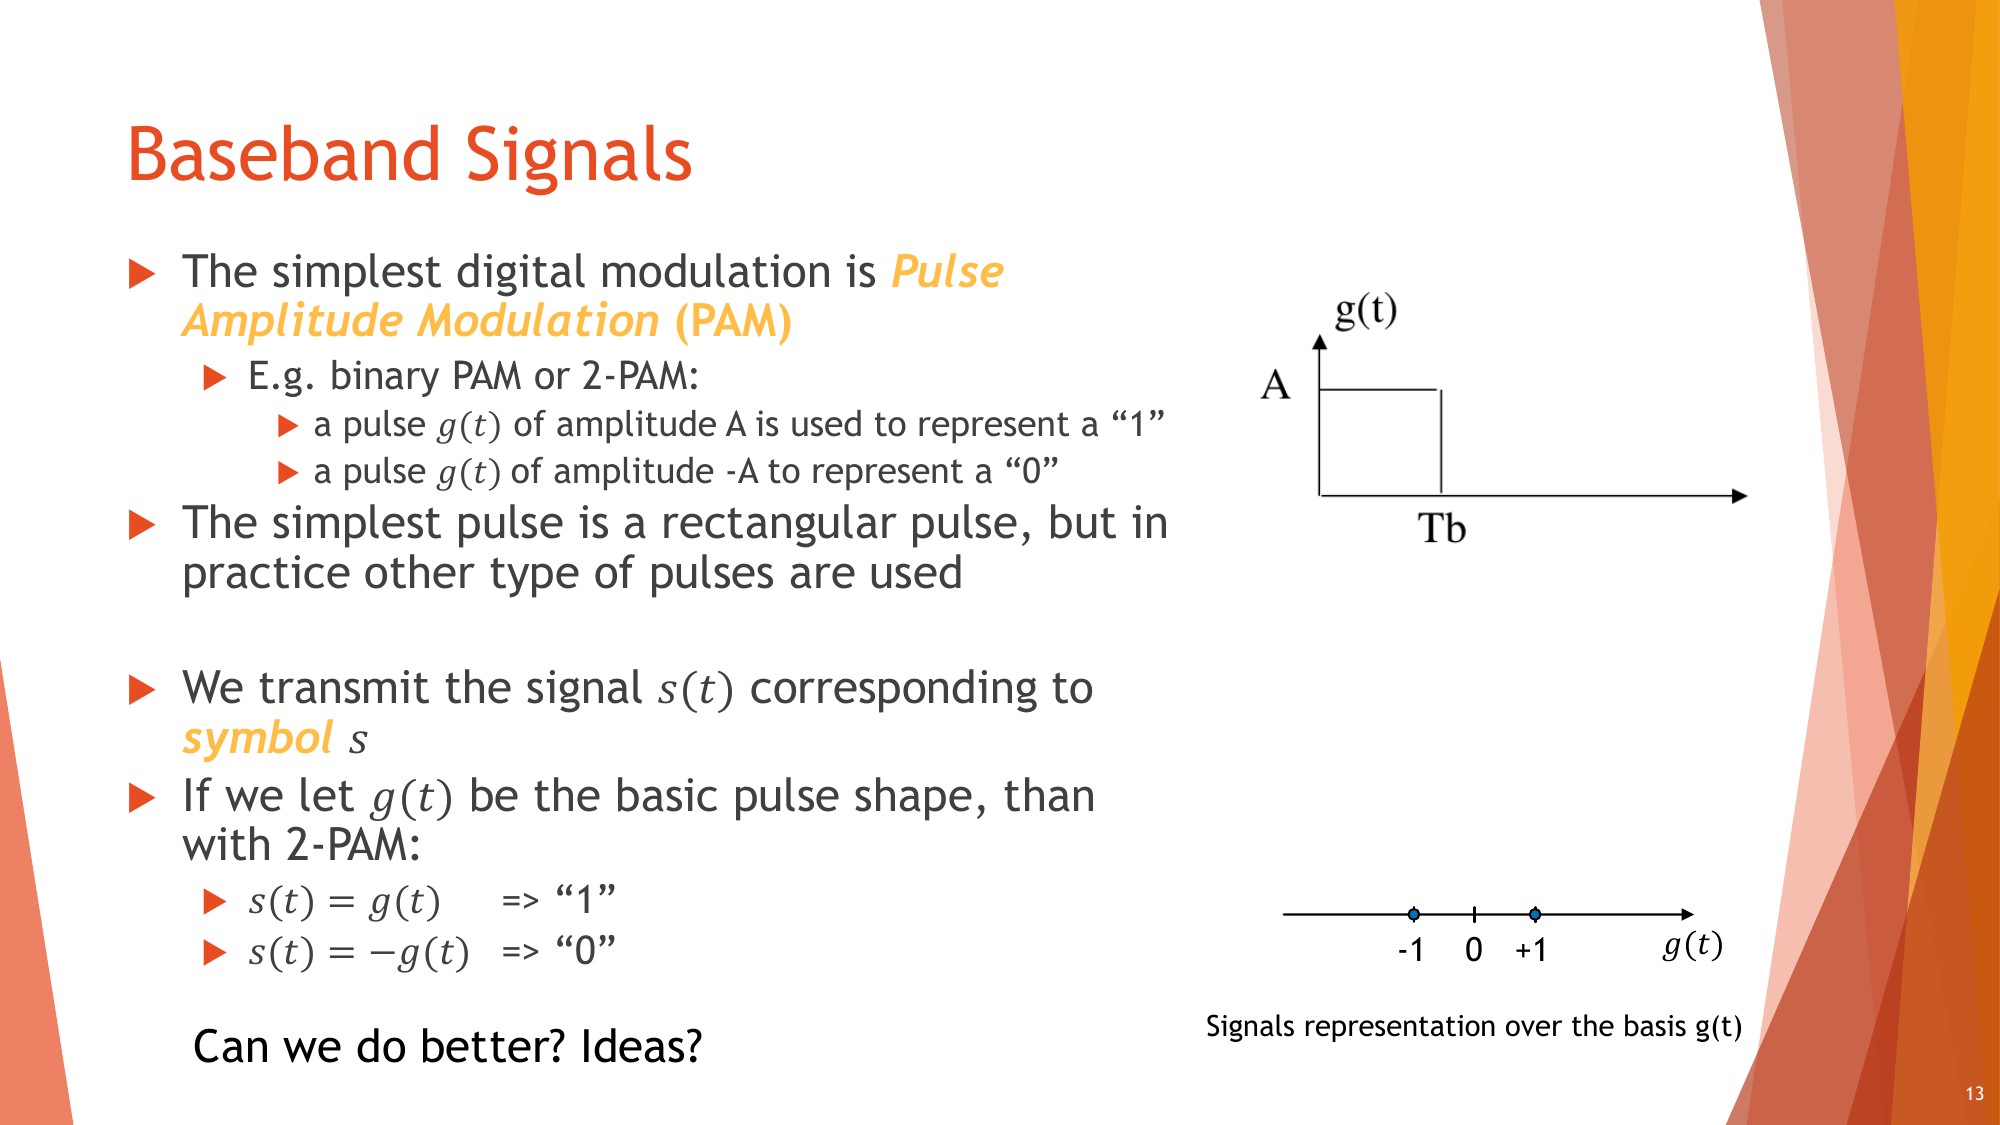 Baseband Signals
The simplest digital modulation is Pulse
Amplitude Modulation (PAM)
E.g. binary PAM or 2-PAM:
a pulse g(t) of amplitude A is used to represent a “1”
a pulse g(t) of amplitude -A to represent a “0”
The simplest pulse is a rectangular pulse, but in
practice other type of pulses are used
We transmit the signal s(t) corresponding to
symbol s
If we let g(t) be the basic pulse shape, than
with 2-PAM:
s(t) = g(t) => “1”
s(t) = −g(t) => “0”
Can we do better? Ideas?
g(t)
A
Tb
-1 0 +1 g(t)
Signals representation over the basis g(t)
13